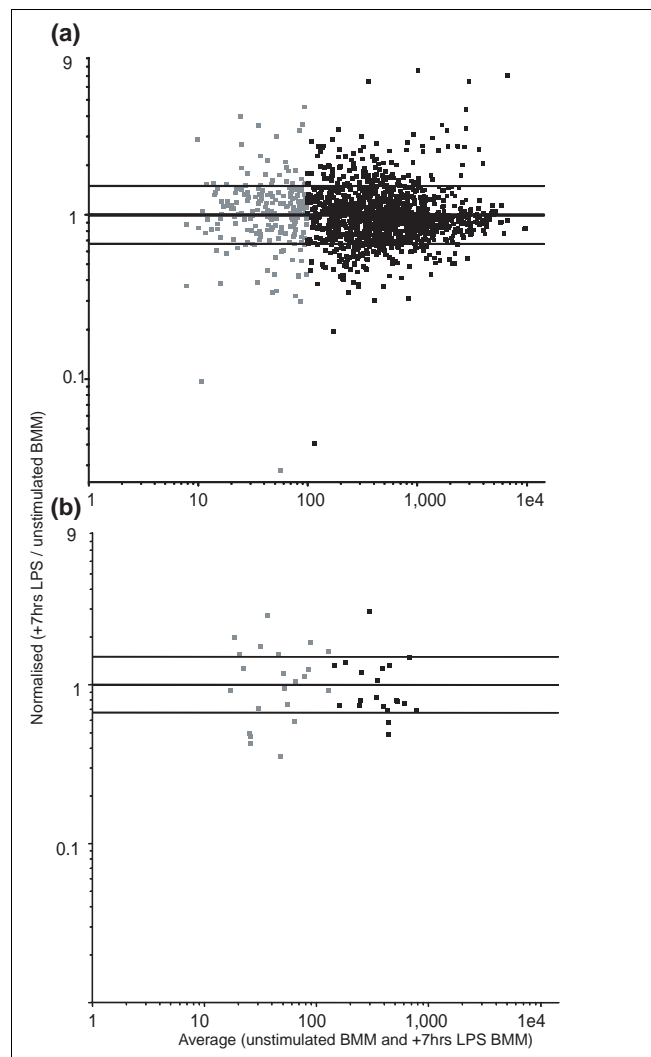 (a)
9
1
0.1
1 10 100 1,000 1e4
Normalised (+7hrs LPS / unstimulated BMM)
(b)
9
1
0.1
1 10 100 1,000 1e4
Average (unstimulated BMM and +7hrs LPS BMM)